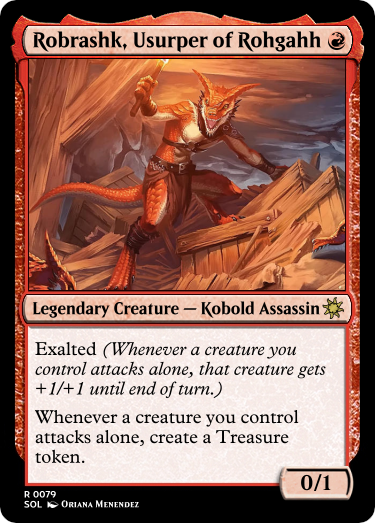 Robrashk, Usurper of Rohgahh
Legendary Creature — Kobold Assassin
Exalted (Whenever a creature you
control attacks alone, that creature gets
+1/+1 until end of turn.)
Whenever a creature you control
attacks alone, create a Treasure
token.
0/1
R 0079
SOL Oriana Menendez